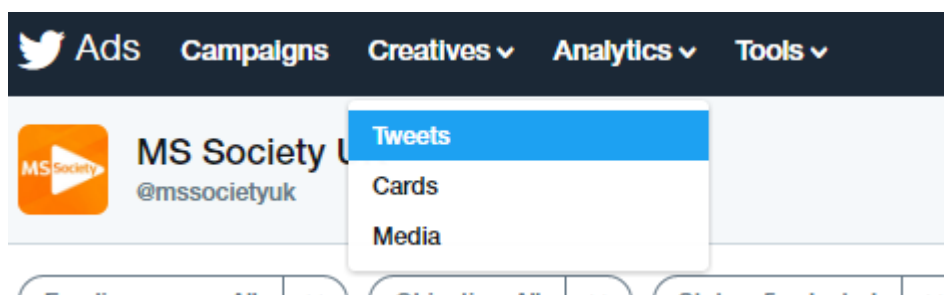 Ads Campaigns Creatives Analytics Tools
MS Society
MS Society U
@mssocietyuk
Tweets
Cards
Media